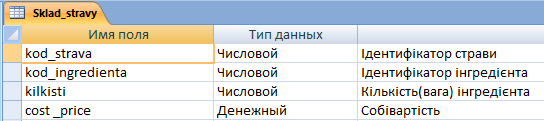 Sklad_stravy
Имя поля Тип данных
kod_strava Числовой Ідентифікатор страви
kod_ingredienta Числовой Ідентифікатор інгредієнта
kilkisti Числовой Кількість(вага) інгредієнта
cost _price Денежный Собівартість